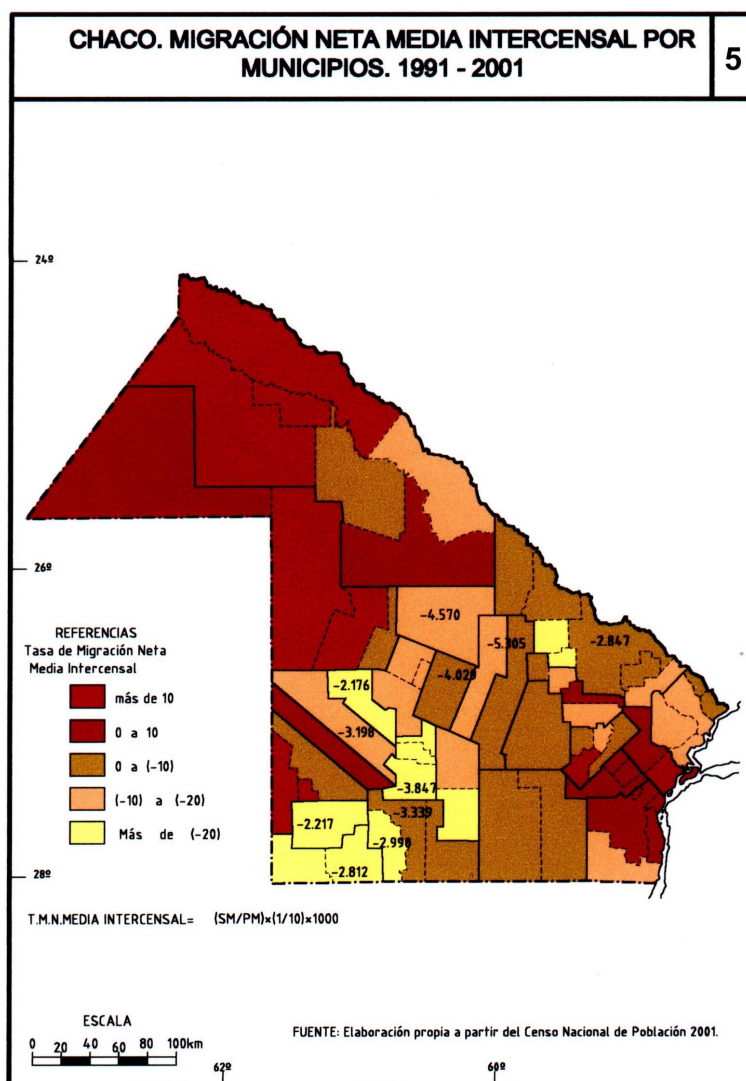 CHACO. MIGRACIÓN NETA MEDIA INTERCENSAL POR
MUNICIPIOS. 1991 - 2001
5
24º
26º
28º
-4.570
-5.305
-2.847
-4.029
-2.176
-3.198
-3.847
-3.339
-2.217
-2.990
-2.812
REFERENCIAS
Tasa de Migración Neta
Media Intercensal
más de 10
0 a 10
0 a (-10)
(-10) a (-20)
Más de (-20)
T.M.N.MEDIA INTERCENSAL= (SM/PM)x(1/10)x1000
ESCALA
0 20 40 60 80 100km
FUENTE: Elaboración propia a partir del Censo Nacional de Población 2001.
62º
60º